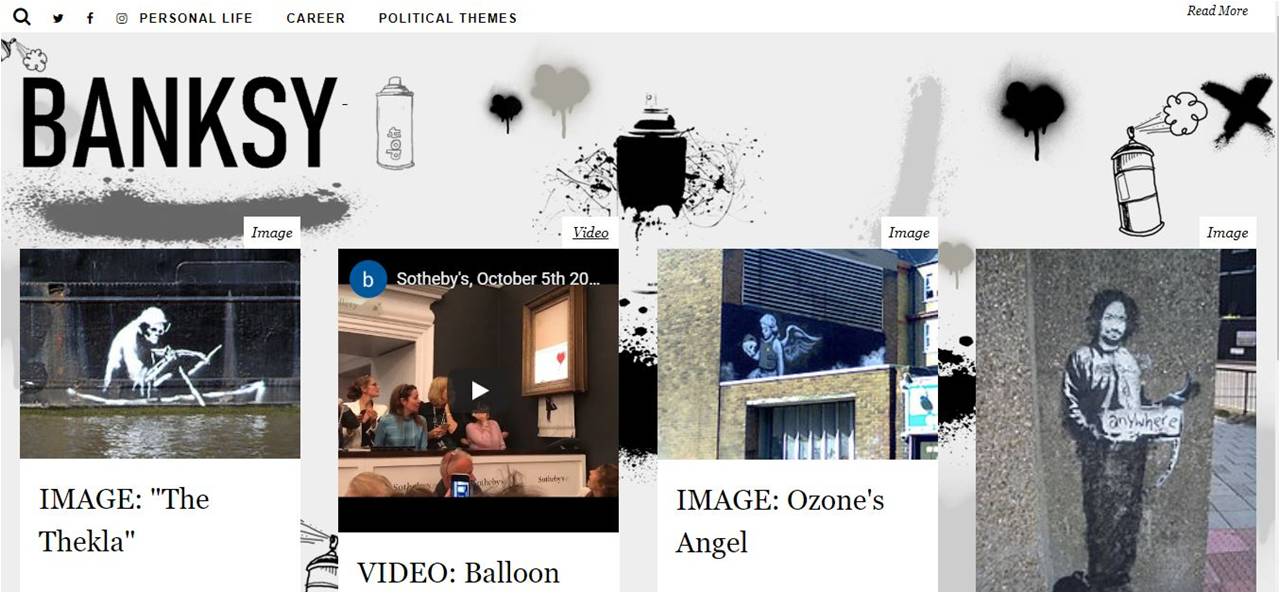 PERSONAL LIFE CAREER POLITICAL THEMES Read More
BANKSY
Image
Video
Image
Image
b Sotheby's, October 5th 20...
anywhere
Sotheby's
IMAGE: "The
Thekla"
VIDEO: Balloon
IMAGE: Ozone's
Angel